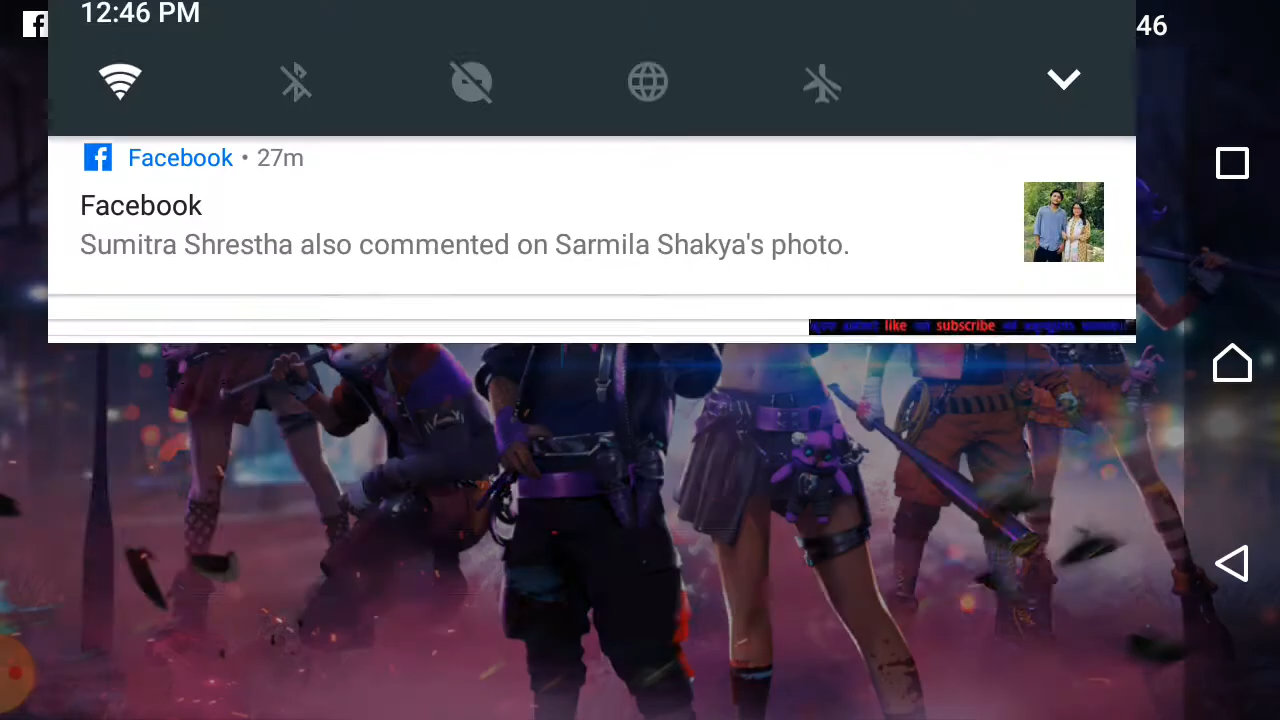 12:46 PM
46
Facebook • 27m
Facebook
Sumitra Shrestha also commented on Sarmila Shakya's photo.
like
subscribe